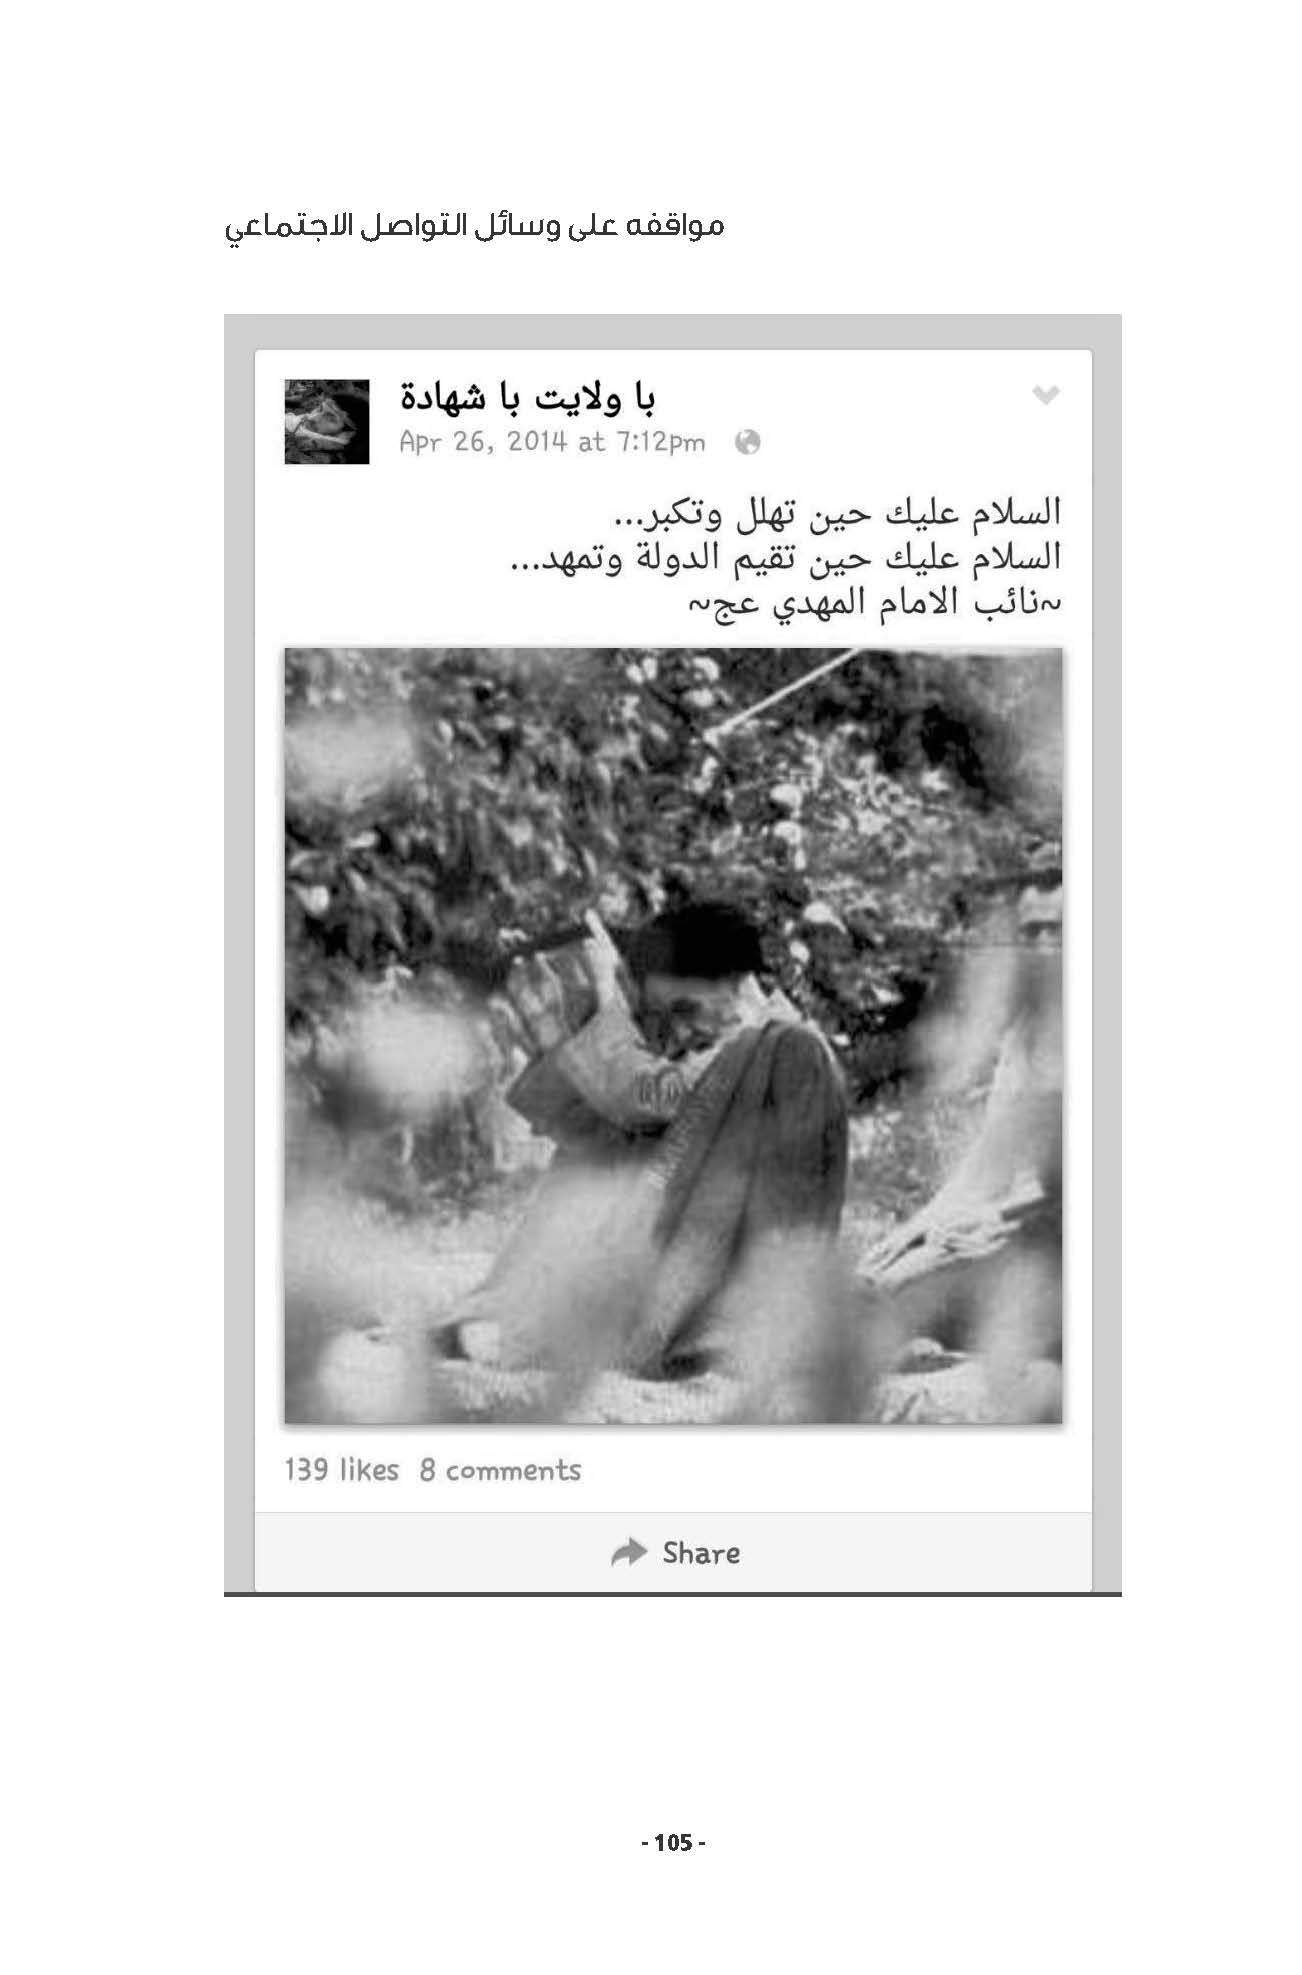 مواقفه على وسائل التواصل الاجتماعي
با ولايت با شهادة
Apr 26, 2014 at 7:12pm
السلام عليك حين تهلل وتكبر...
السلام عليك حين تقيم الدولة وتمهد...
~نائب الامام المهدي عج~
139 likes 8 comments
Share
- 105 -